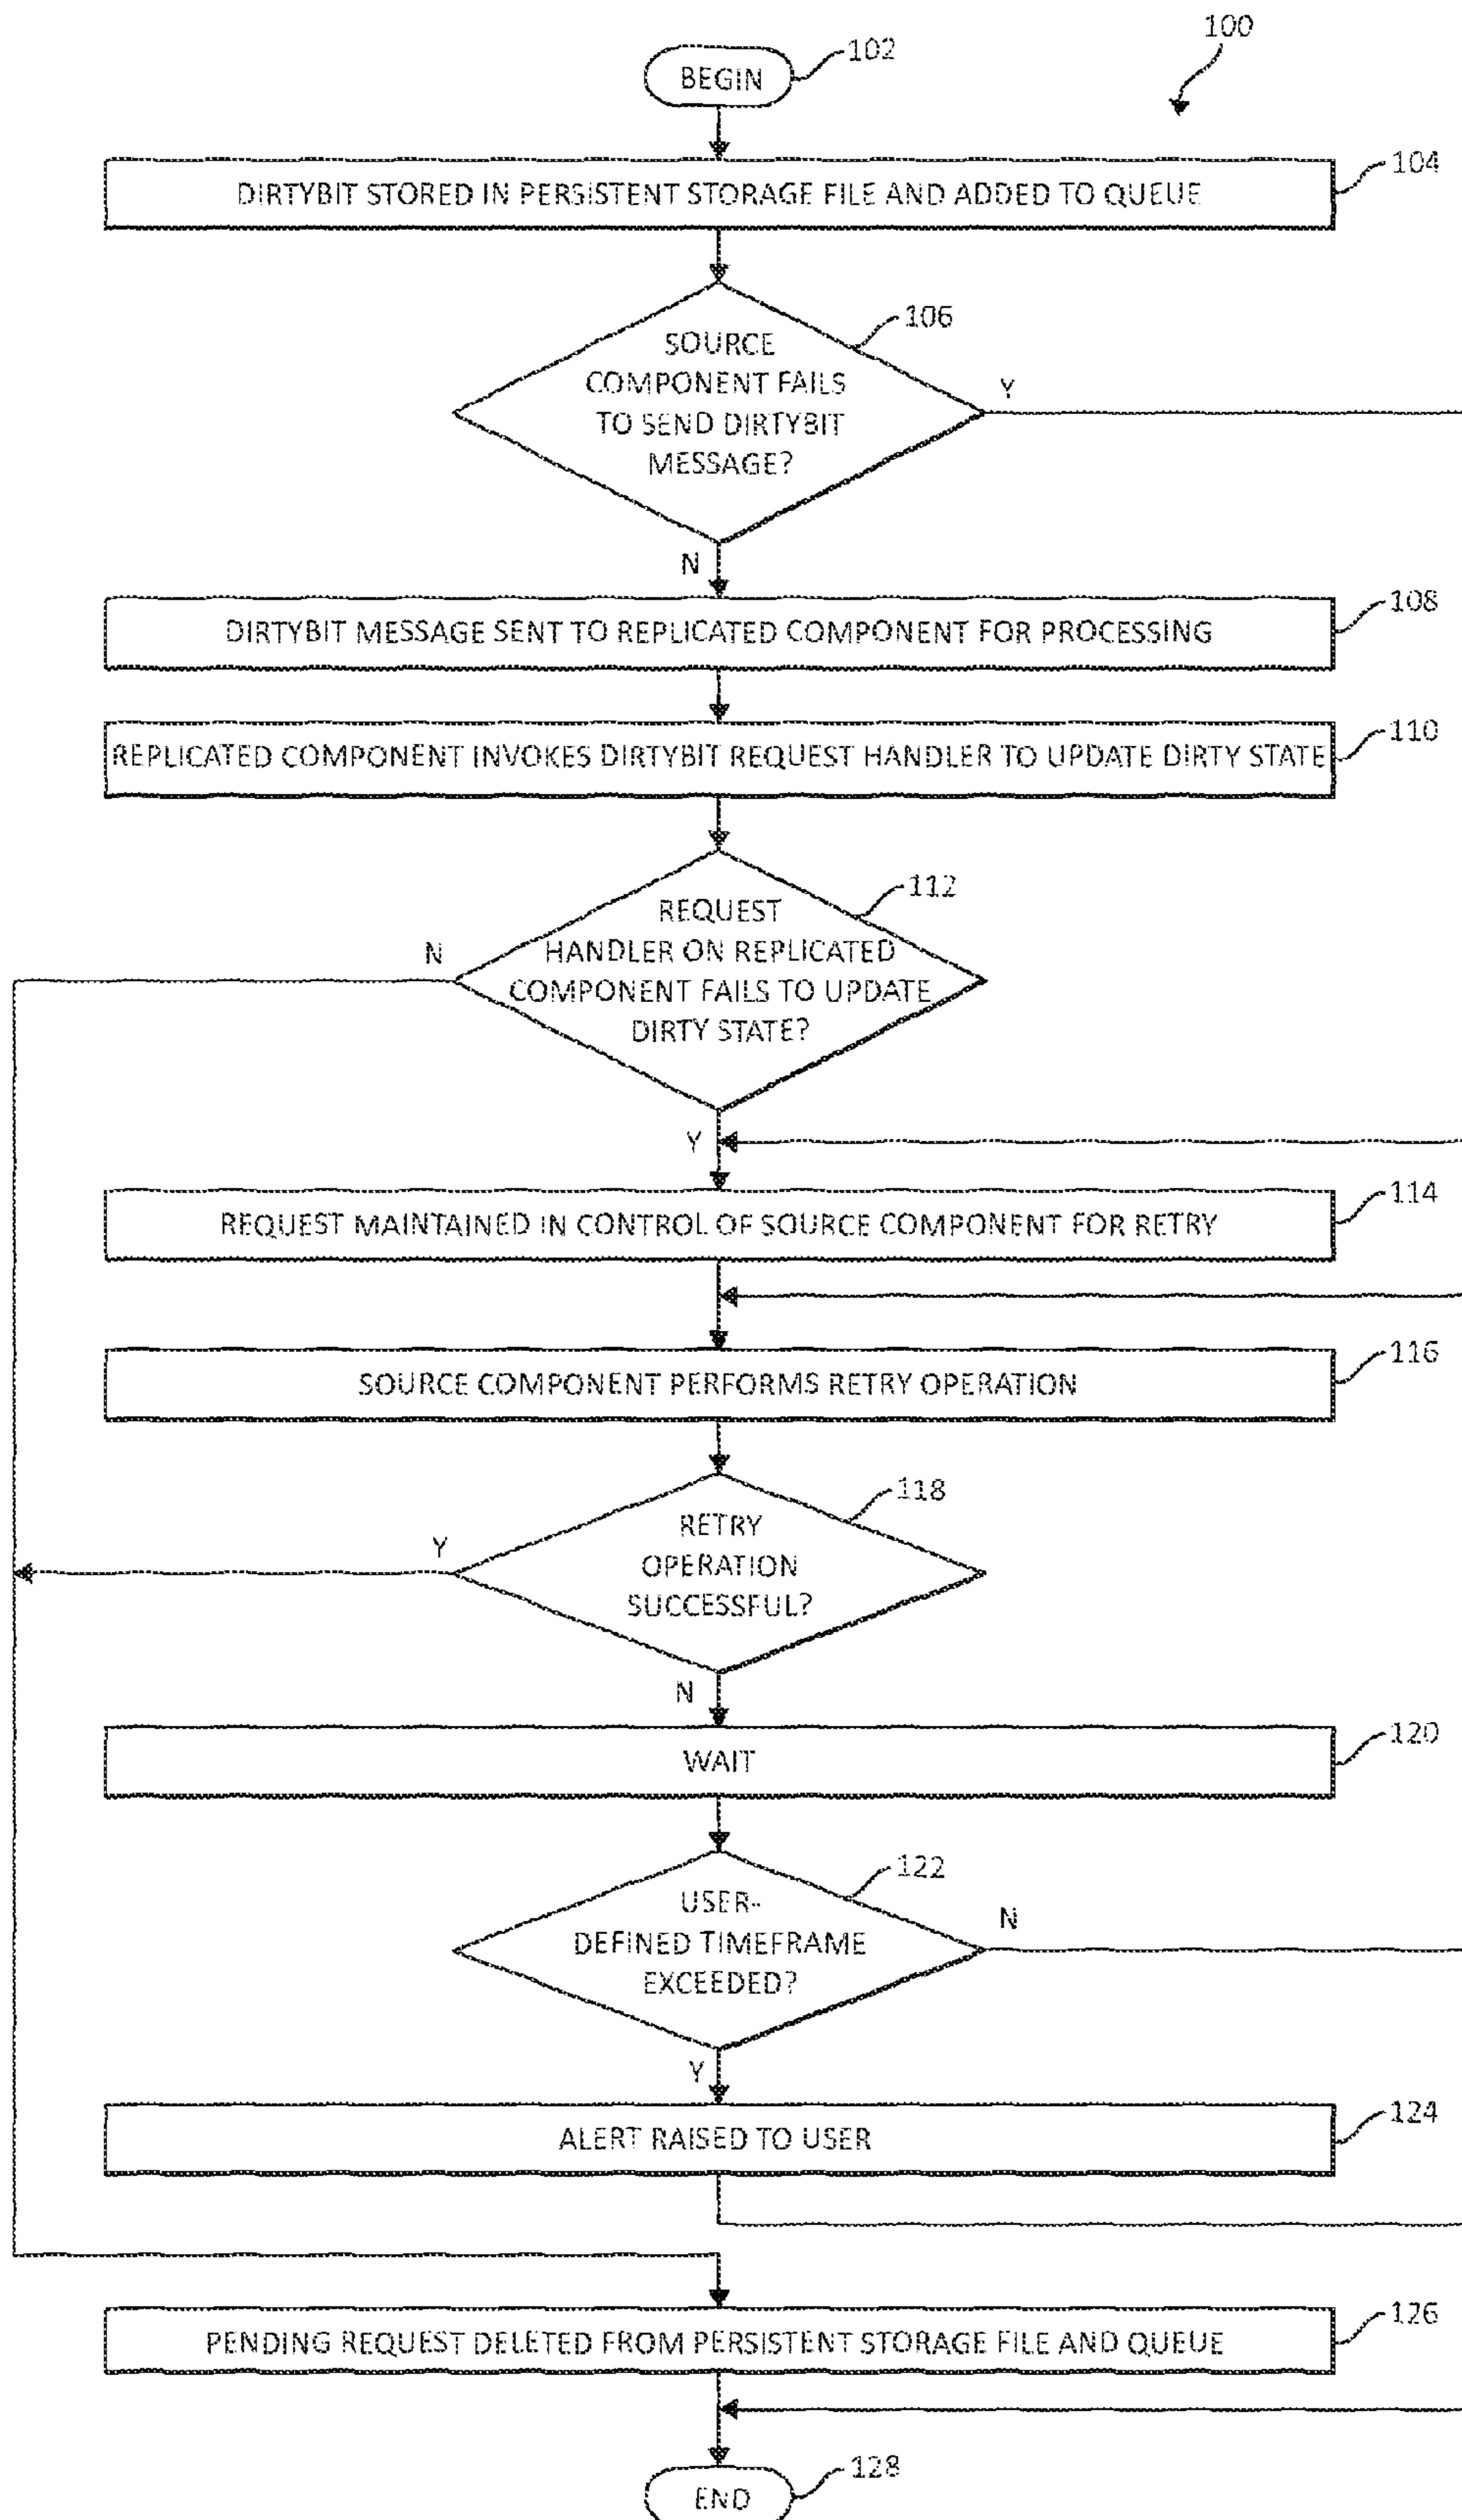 100
BEGIN
102
DIRTYBIT STORED IN PERSISTENT STORAGE FILE AND ADDED TO QUEUE
104
106
SOURCE
COMPONENT FAILS
TO SEND DIRTYBIT
MESSAGE?
Y
N
DIRTYBIT MESSAGE SENT TO REPLICATED COMPONENT FOR PROCESSING
108
REPLICATED COMPONENT INVOKES DIRTYBIT REQUEST HANDLER TO UPDATE DIRTY STATE
110
112
REQUEST
HANDLER ON REPLICATED
COMPONENT FAILS TO UPDATE
DIRTY STATE?
N
Y
REQUEST MAINTAINED IN CONTROL OF SOURCE COMPONENT FOR RETRY
114
SOURCE COMPONENT PERFORMS RETRY OPERATION
116
118
RETRY
OPERATION
SUCCESSFUL?
Y
N
WAIT
120
122
USER-
DEFINED TIMEFRAME
EXCEEDED?
N
Y
ALERT RAISED TO USER
124
PENDING REQUEST DELETED FROM PERSISTENT STORAGE FILE AND QUEUE
126
END
128